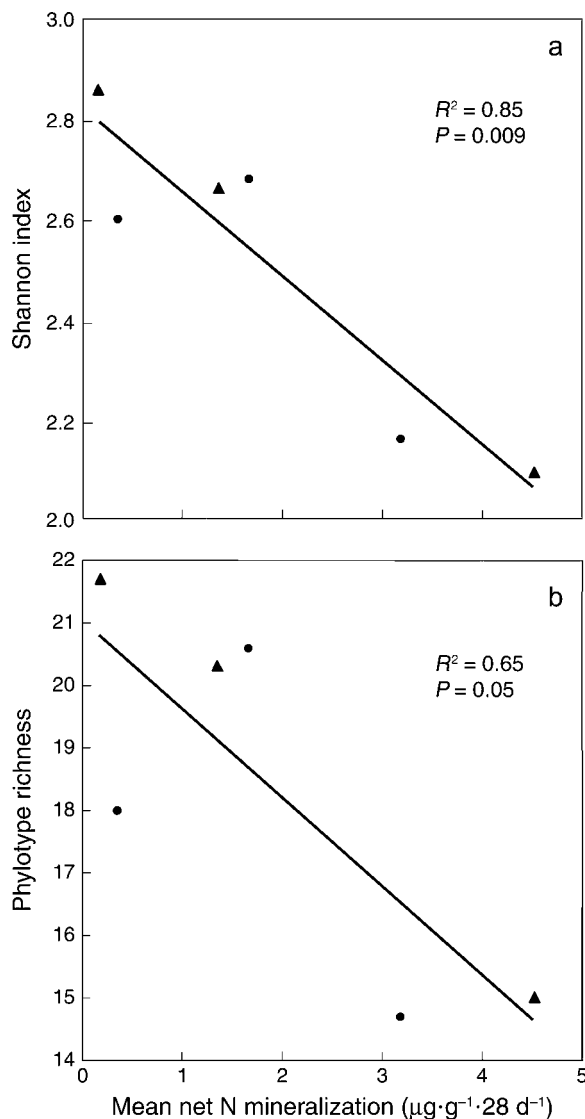 a
3.0
2.8
2.6
2.4
2.2
2.0
Shannon index
R² = 0.85
P = 0.009
b
22
21
20
19
18
17
16
15
14
Phylotype richness
R² = 0.65
P = 0.05
0 1 2 3 4 5
Mean net N mineralization (μg·g⁻¹·28 d⁻¹)